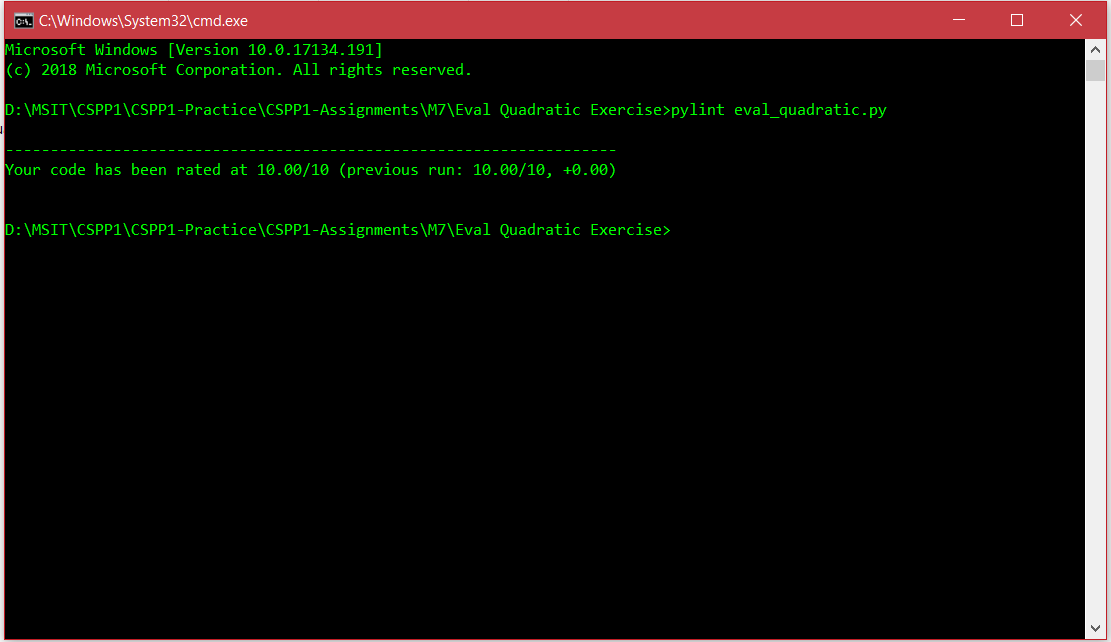 C:\Windows\System32\cmd.exe
Microsoft Windows [Version 10.0.17134.191]
(c) 2018 Microsoft Corporation. All rights reserved.
D:\MSIT\CSPP1\CSPP1-Practice\CSPP1-Assignments\M7\Eval Quadratic Exercise>pylint eval_quadratic.py
--------------------------------------------------------------------
Your code has been rated at 10.00/10 (previous run: 10.00/10, +0.00)
D:\MSIT\CSPP1\CSPP1-Practice\CSPP1-Assignments\M7\Eval Quadratic Exercise>